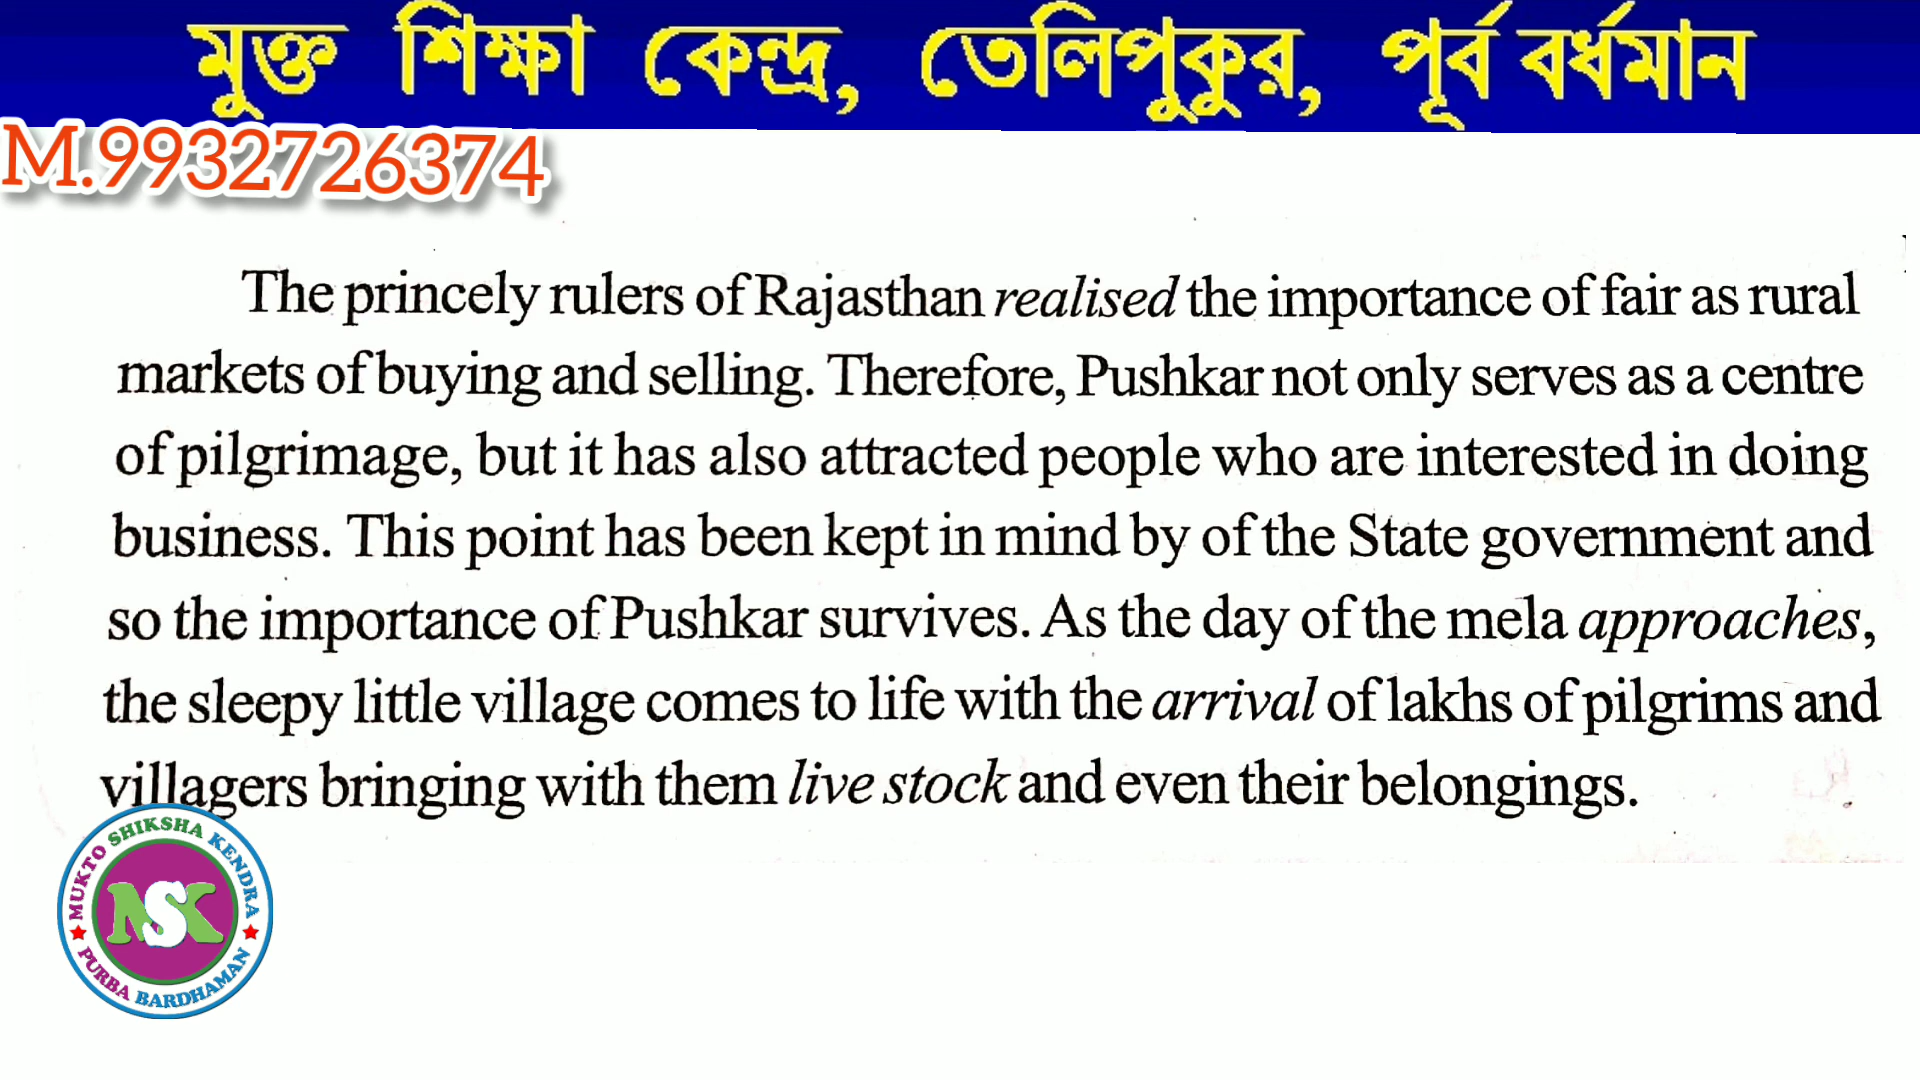 মুক্ত শিক্ষা কেন্দ্র, তেলিপুকুর, পূর্ব বর্ধমান
M.9932726374
The princely rulers of Rajasthan realised the importance of fair as rural
markets of buying and selling. Therefore, Pushkar not only serves as a centre
of pilgrimage, but it has also attracted people who are interested in doing
business. This point has been kept in mind by of the State government and
so the importance of Pushkar survives. As the day of the mela approaches,
the sleepy little village comes to life with the arrival of lakhs of pilgrims and
villagers bringing with them live stock and even their belongings.
MUKTO SHIKSHA KENDRA
MSK
PURBA BARDHAMAN